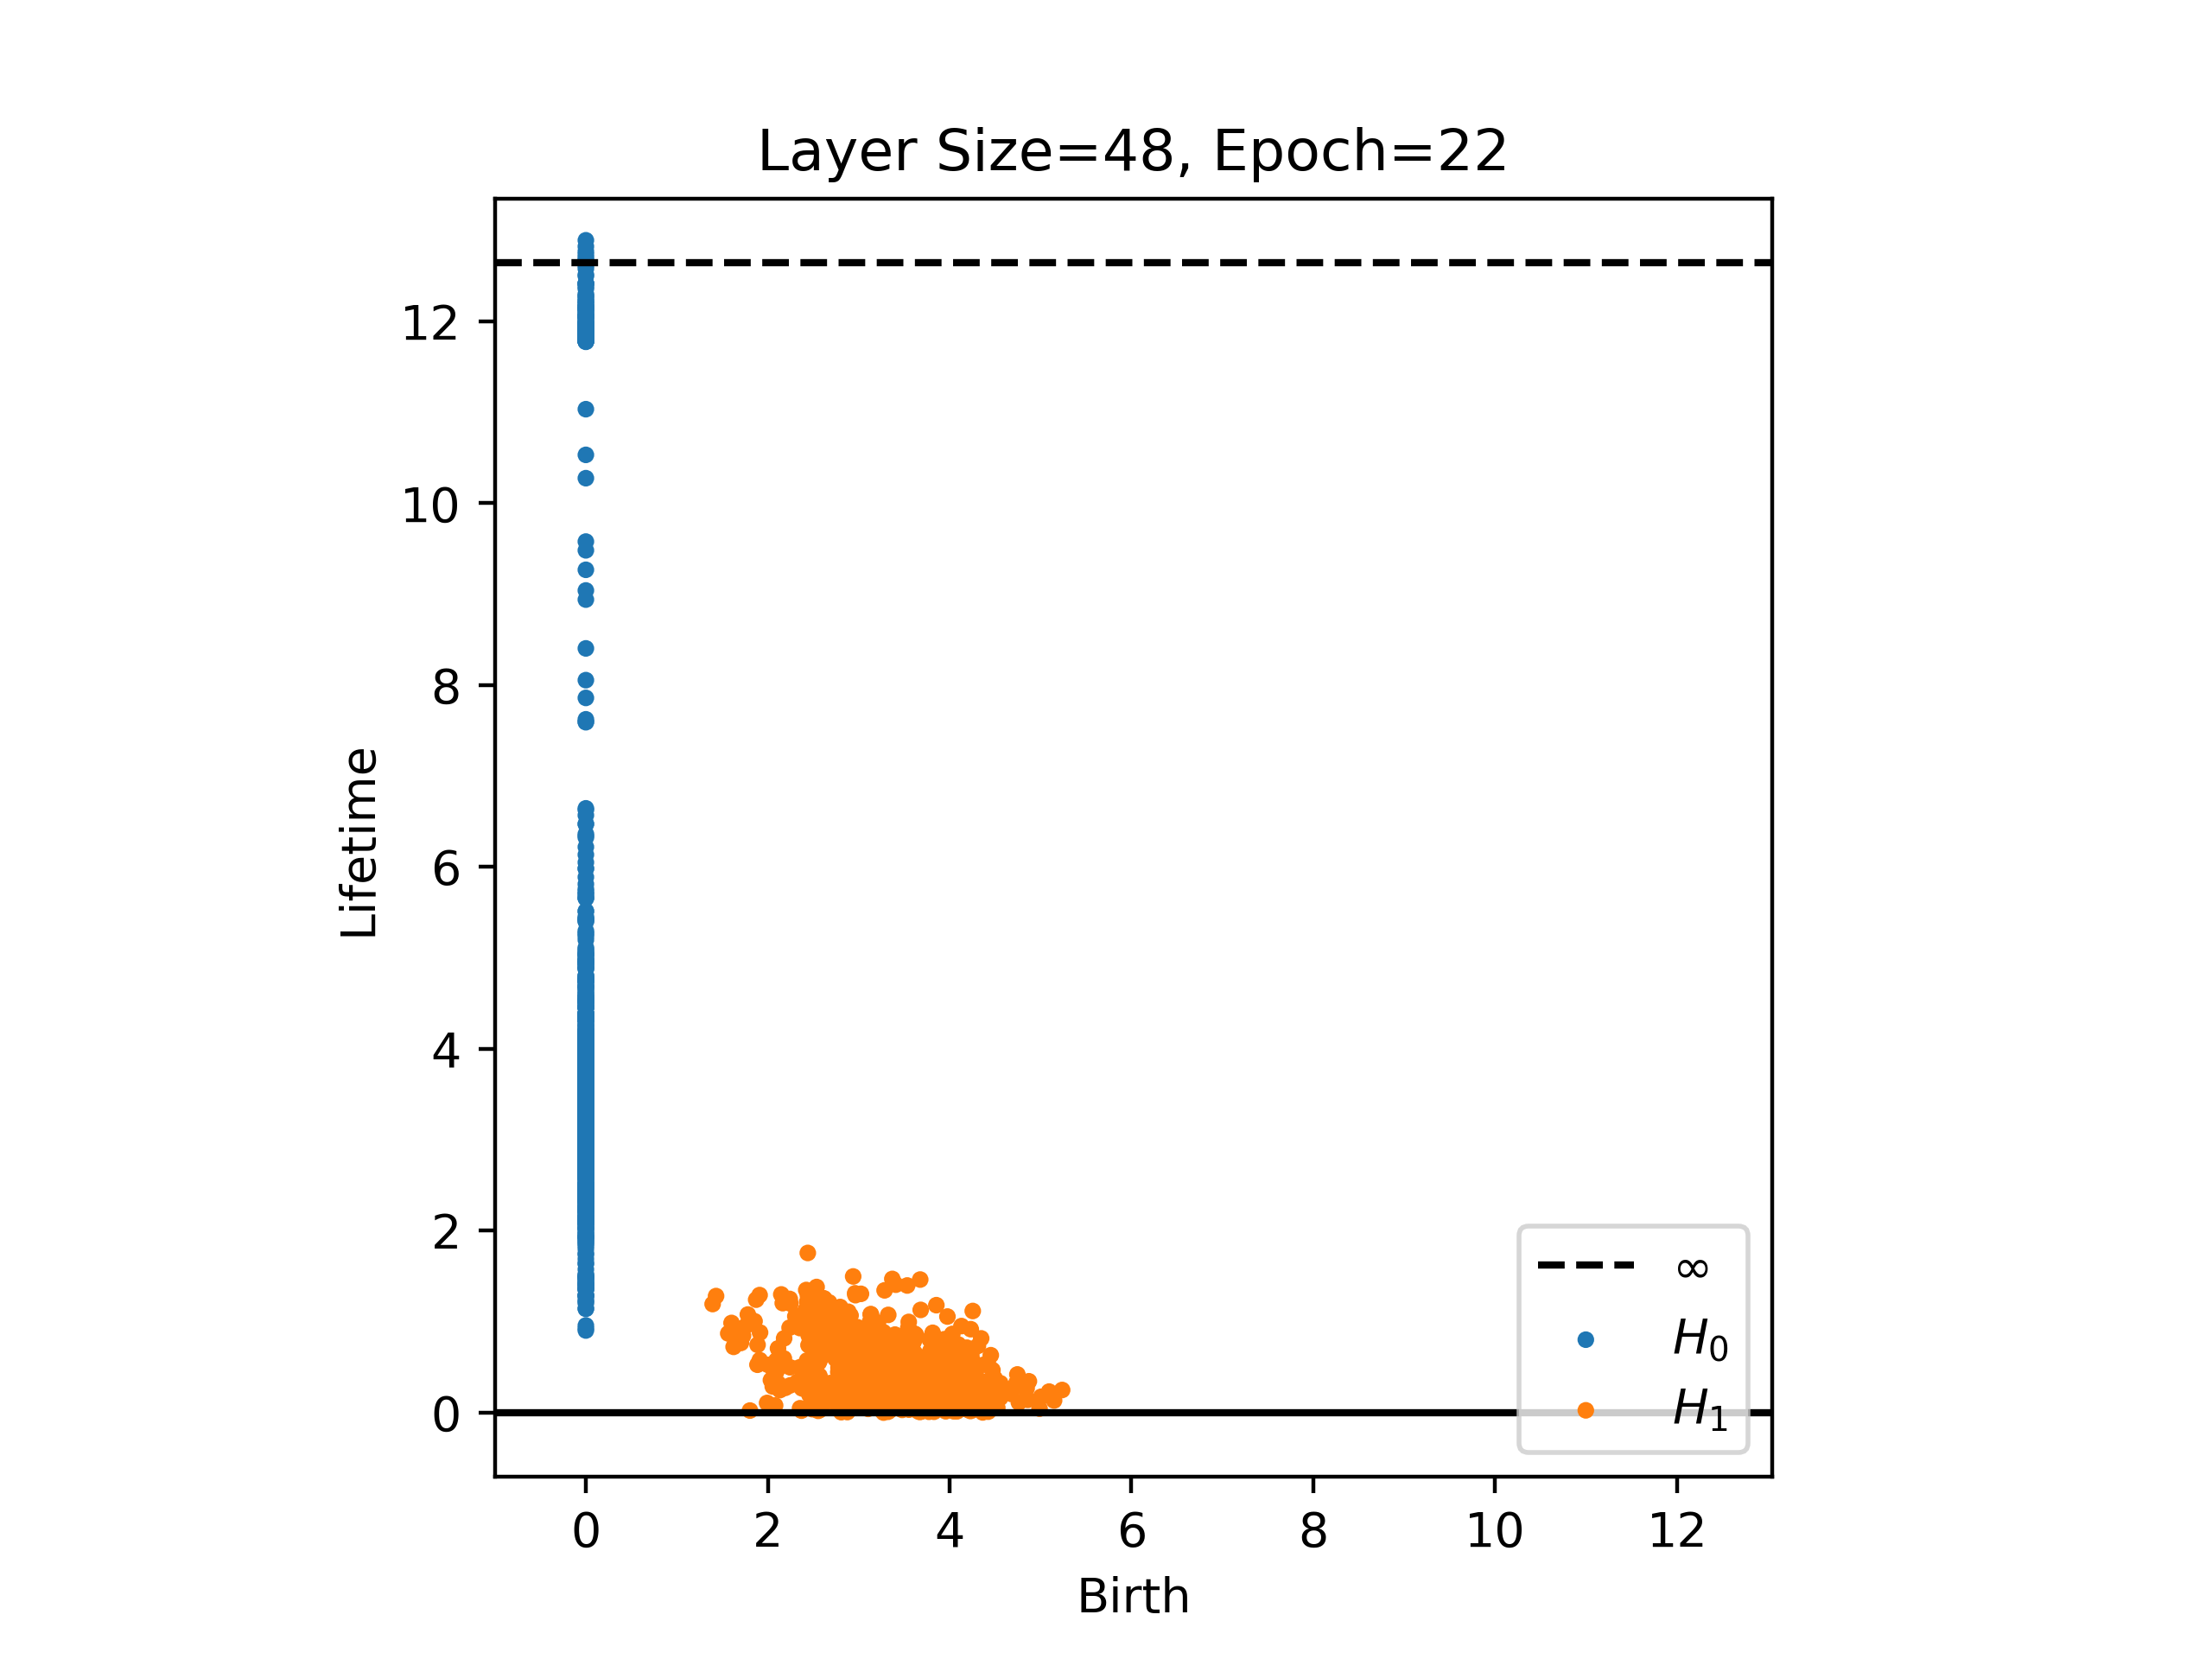 Layer Size=48, Epoch=22
12
10
8
6
4
2
0
Lifetime
∞
H₀
H₁
0 2 4 6 8 10 12
Birth